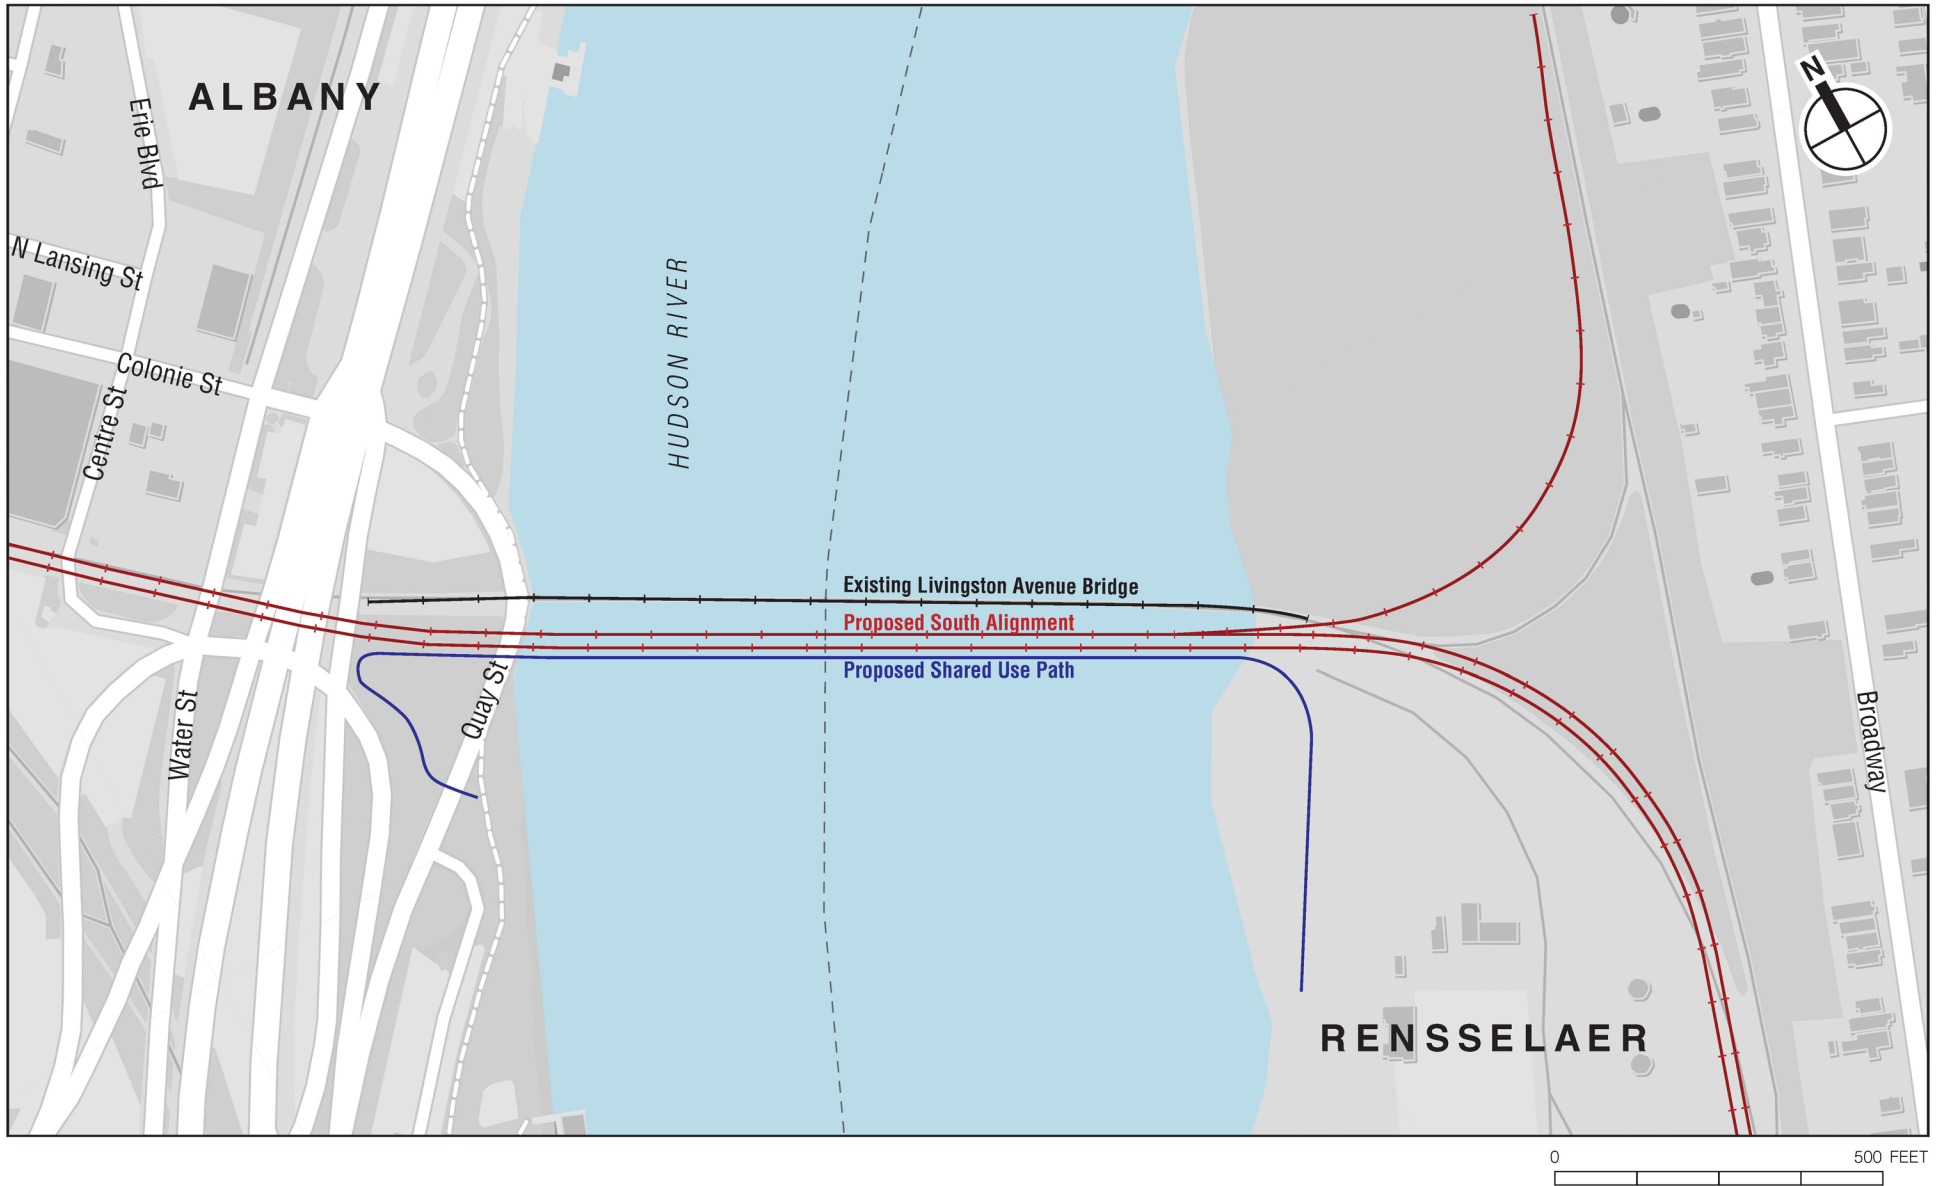 ALBANY
N
Erie Blvd
N Lansing St
HUDSON RIVER
Colonie St
Centre St
Existing Livingston Avenue Bridge
Proposed South Alignment
Proposed Shared Use Path
Quay St
Water St
Broadway
RENSSELAER
0 500 FEET